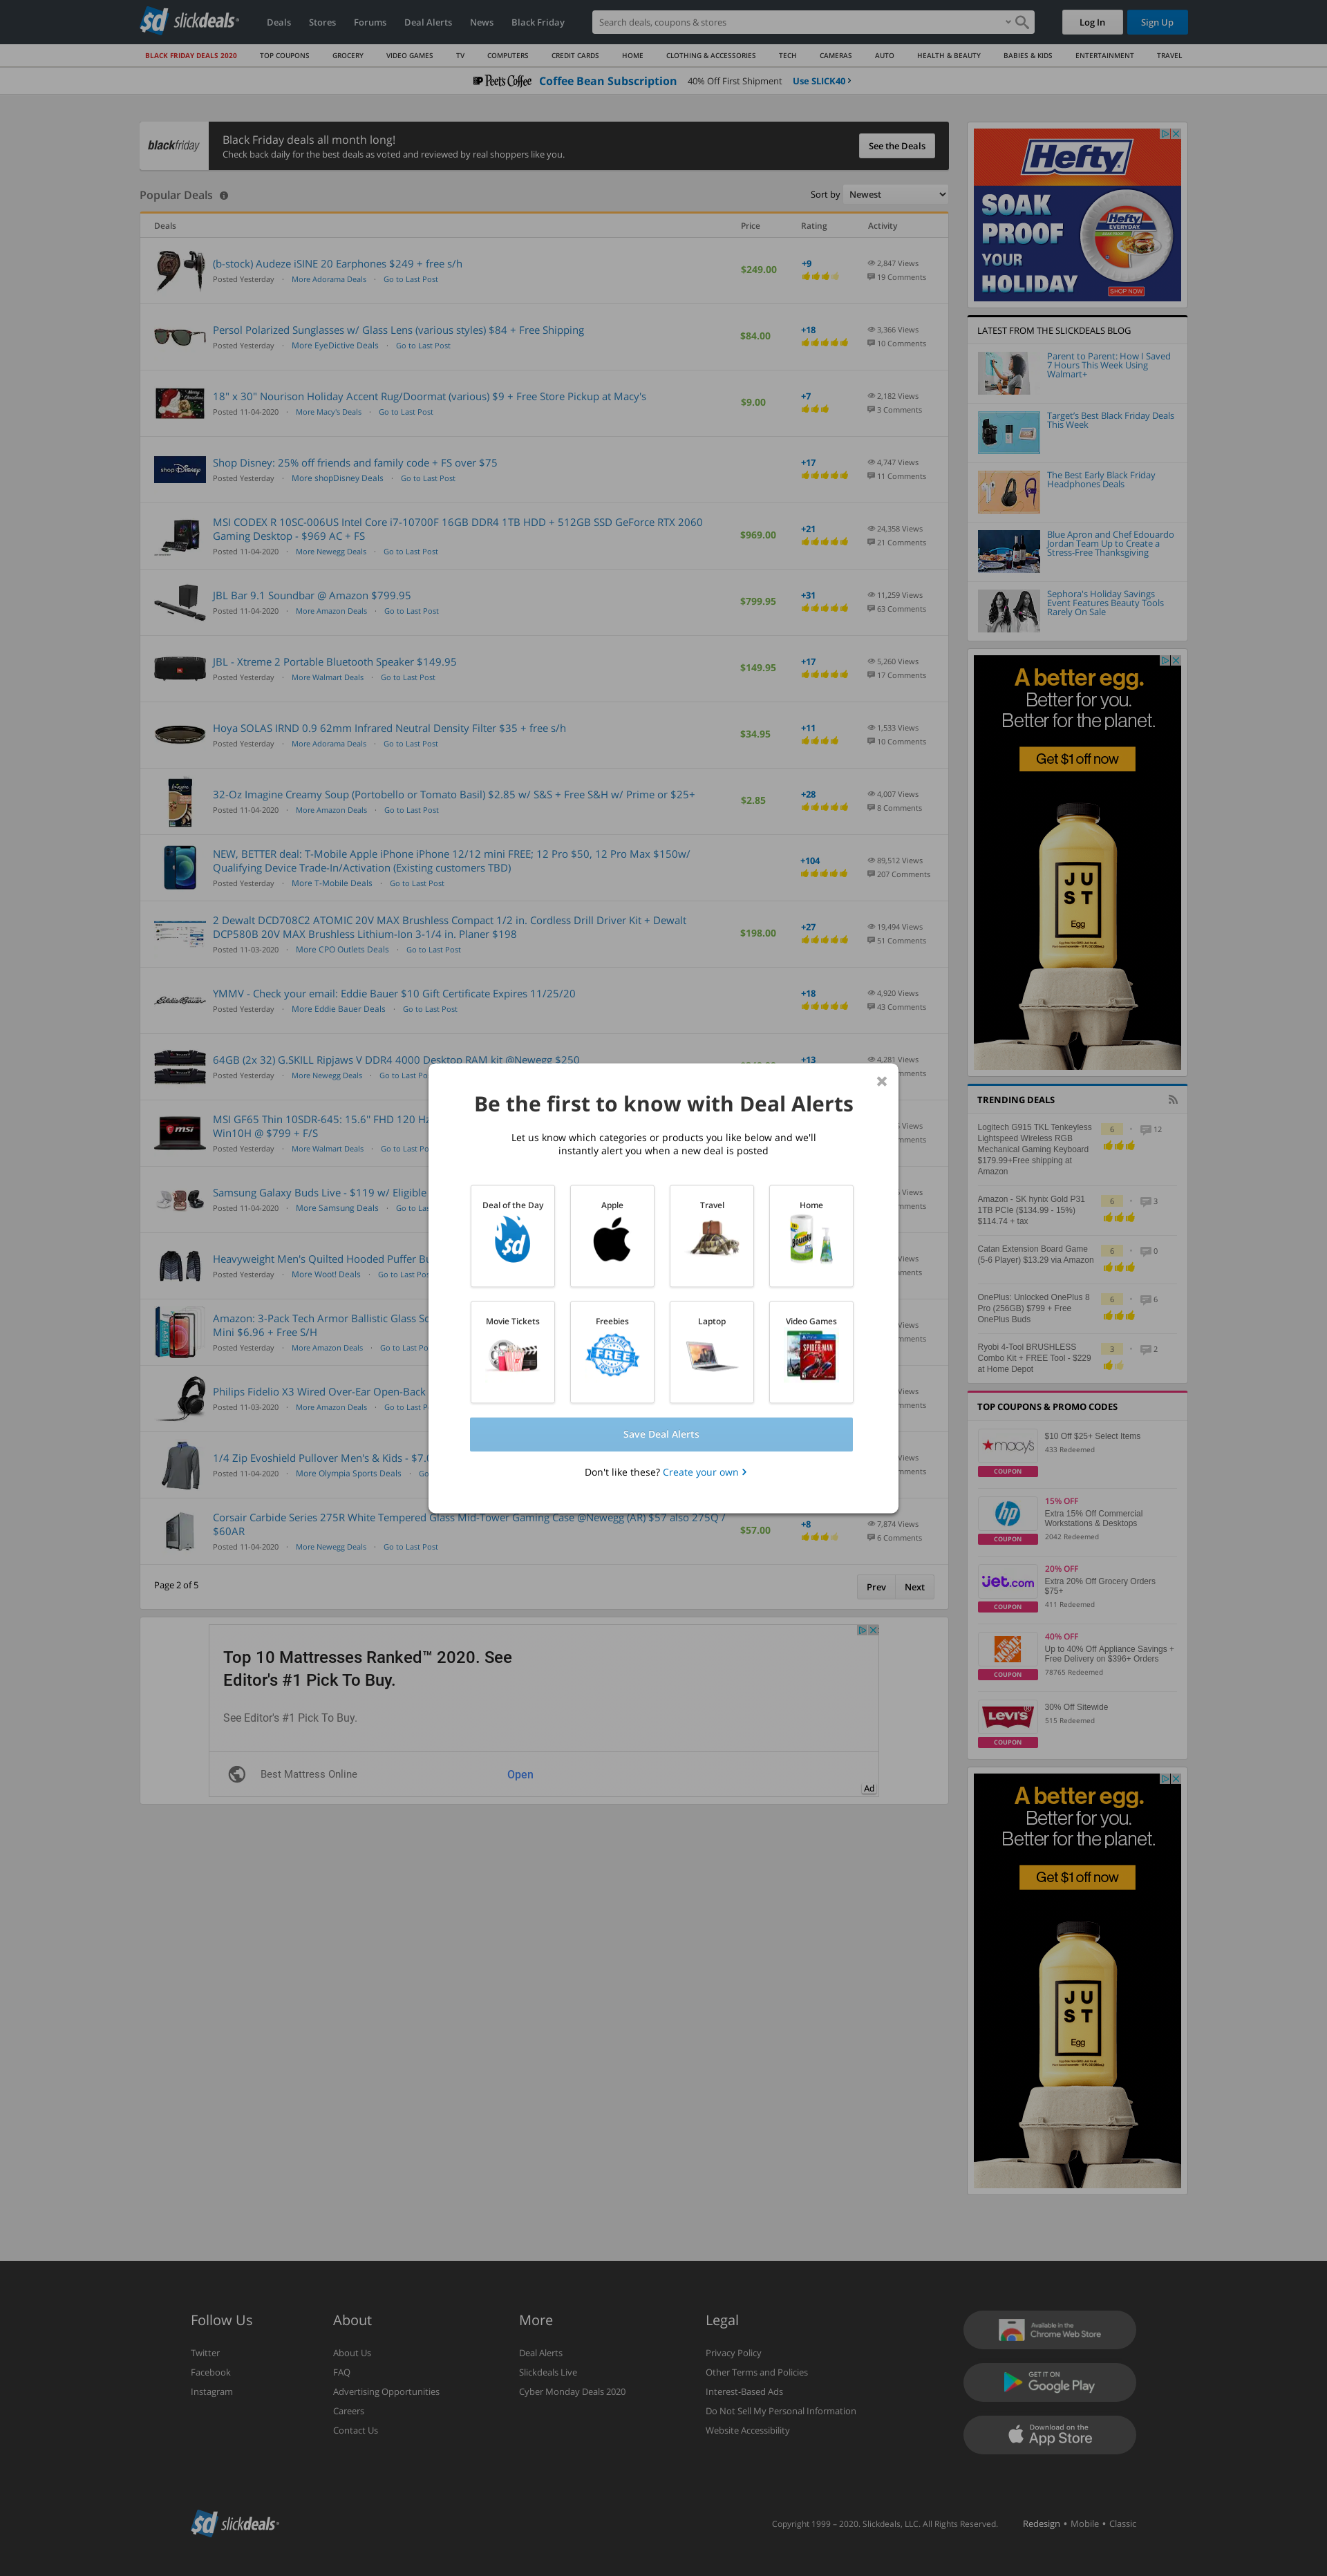 slickdeals
Deals
Stores
Forums
Deal Alerts
News
Black Friday
Search deals, coupons & stores
Log In
Sign Up
BLACK FRIDAY DEALS 2020
TOP COUPONS
GROCERY
VIDEO GAMES
TV
COMPUTERS
CREDIT CARDS
HOME
CLOTHING & ACCESSORIES
TECH
CAMERAS
AUTO
HEALTH & BEAUTY
BABIES & KIDS
ENTERTAINMENT
TRAVEL
Peet's Coffee Coffee Bean Subscription 40% Off First Shipment Use SLICK40
blackfriday
Black Friday deals all month long!
Check back daily for the best deals as voted and reviewed by real shoppers like you.
See the Deals
Popular Deals
Sort by Newest
Deals Price Rating Activity
(b-stock) Audeze iSINE 20 Earphones $249 + free s/h
Posted Yesterday · More Adorama Deals · Go to Last Post
$249.00
+9
2,847 Views
19 Comments
Persol Polarized Sunglasses w/ Glass Lens (various styles) $84 + Free Shipping
Posted Yesterday · More EyeDictive Deals · Go to Last Post
$84.00
+18
3,366 Views
10 Comments
18" x 30" Nourison Holiday Accent Rug/Doormat (various) $9 + Free Store Pickup at Macy's
Posted 11-04-2020 · More Macy's Deals · Go to Last Post
$9.00
+7
2,182 Views
3 Comments
shop Disney
Shop Disney: 25% off friends and family code + FS over $75
Posted Yesterday · More shopDisney Deals · Go to Last Post
+17
4,747 Views
11 Comments
MSI CODEX R 10SC-006US Intel Core i7-10700F 16GB DDR4 1TB HDD + 512GB SSD GeForce RTX 2060
Gaming Desktop - $969 AC + FS
Posted 11-04-2020 · More Newegg Deals · Go to Last Post
$969.00
+21
24,358 Views
21 Comments
JBL Bar 9.1 Soundbar @ Amazon $799.95
Posted 11-04-2020 · More Amazon Deals · Go to Last Post
$799.95
+31
11,259 Views
63 Comments
JBL - Xtreme 2 Portable Bluetooth Speaker $149.95
Posted Yesterday · More Walmart Deals · Go to Last Post
$149.95
+17
5,260 Views
17 Comments
Hoya SOLAS IRND 0.9 62mm Infrared Neutral Density Filter $35 + free s/h
Posted Yesterday · More Adorama Deals · Go to Last Post
$34.95
+11
1,533 Views
10 Comments
32-Oz Imagine Creamy Soup (Portobello or Tomato Basil) $2.85 w/ S&S + Free S&H w/ Prime or $25+
Posted 11-04-2020 · More Amazon Deals · Go to Last Post
$2.85
+28
4,007 Views
8 Comments
NEW, BETTER deal: T-Mobile Apple iPhone iPhone 12/12 mini FREE; 12 Pro $50, 12 Pro Max $150w/
Qualifying Device Trade-In/Activation (Existing customers TBD)
Posted Yesterday · More T-Mobile Deals · Go to Last Post
+104
89,512 Views
207 Comments
2 Dewalt DCD708C2 ATOMIC 20V MAX Brushless Compact 1/2 in. Cordless Drill Driver Kit + Dewalt
DCP580B 20V MAX Brushless Lithium-Ion 3-1/4 in. Planer $198
Posted 11-03-2020 · More CPO Outlets Deals · Go to Last Post
$198.00
+27
19,494 Views
51 Comments
Eddie Bauer
YMMV - Check your email: Eddie Bauer $10 Gift Certificate Expires 11/25/20
Posted Yesterday · More Eddie Bauer Deals · Go to Last Post
+18
4,920 Views
43 Comments
64GB (2x 32) G.SKILL Ripjaws V DDR4 4000 Desktop RAM kit @Newegg $250
Posted Yesterday · More Newegg Deals · Go to Last Po
+13
4,281 Views
mments
msi
MSI GF65 Thin 10SDR-645: 15.6" FHD 120 Hz
Win10H @ $799 + F/S
Posted Yesterday · More Walmart Deals · Go to Last Po
Views
mments
Samsung Galaxy Buds Live - $119 w/ Eligible
Posted 11-04-2020 · More Samsung Deals · Go to Las
Views
mments
Heavyweight Men's Quilted Hooded Puffer Bu
Posted Yesterday · More Woot! Deals · Go to Last Post
Views
mments
Amazon: 3-Pack Tech Armor Ballistic Glass Sc
Mini $6.96 + Free S/H
Posted Yesterday · More Amazon Deals · Go to Last Po
Views
mments
Philips Fidelio X3 Wired Over-Ear Open-Back
Posted 11-03-2020 · More Amazon Deals · Go to Last P
Views
mments
1/4 Zip Evoshield Pullover Men's & Kids - $7.0
Posted 11-04-2020 · More Olympia Sports Deals · Go
Views
mments
Corsair Carbide Series 275R White Tempered Glass Mid-Tower Gaming Case @Newegg (AR) $57 also 275Q /
$60AR
Posted 11-04-2020 · More Newegg Deals · Go to Last Post
$57.00
+8
7,874 Views
6 Comments
Page 2 of 5
Prev
Next
Be the first to know with Deal Alerts
Let us know which categories or products you like below and we'll
instantly alert you when a new deal is posted
Deal of the Day
Apple
Travel
Home
sd
Bounty
Movie Tickets
Freebies
Laptop
Video Games
FREE
SPIDER-MAN
Save Deal Alerts
Don't like these? Create your own
Top 10 Mattresses Ranked™ 2020. See
Editor's #1 Pick To Buy.
See Editor's #1 Pick To Buy.
Best Mattress Online
Open
Ad
Hefty
SOAK
PROOF
YOUR
HOLIDAY
Hefty
EVERYDAY
SHOP NOW
LATEST FROM THE SLICKDEALS BLOG
Parent to Parent: How I Saved
7 Hours This Week Using
Walmart+
Target's Best Black Friday Deals
This Week
The Best Early Black Friday
Headphones Deals
Blue Apron and Chef Edouardo
Jordan Team Up to Create a
Stress-Free Thanksgiving
Sephora's Holiday Savings
Event Features Beauty Tools
Rarely On Sale
A better egg.
Better for you.
Better for the planet.
Get $1 off now
JUST
Egg
TRENDING DEALS
Logitech G915 TKL Tenkeyless
Lightspeed Wireless RGB
Mechanical Gaming Keyboard
$179.99+Free shipping at
Amazon
6 · 12
Amazon - SK hynix Gold P31
1TB PCIe ($134.99 - 15%)
$114.74 + tax
6 · 3
Catan Extension Board Game
(5-6 Player) $13.29 via Amazon
6 · 0
OnePlus: Unlocked OnePlus 8
Pro (256GB) $799 + Free
OnePlus Buds
6 · 6
Ryobi 4-Tool BRUSHLESS
Combo Kit + FREE Tool - $229
at Home Depot
3 · 2
TOP COUPONS & PROMO CODES
macy's
COUPON
$10 Off $25+ Select Items
433 Redeemed
hp
COUPON
15% OFF
Extra 15% Off Commercial
Workstations & Desktops
2042 Redeemed
jet.com
COUPON
20% OFF
Extra 20% Off Grocery Orders
$75+
411 Redeemed
COUPON
40% OFF
Up to 40% Off Appliance Savings +
Free Delivery on $396+ Orders
78765 Redeemed
LEVI'S
COUPON
30% Off Sitewide
515 Redeemed
A better egg.
Better for you.
Better for the planet.
Get $1 off now
JUST
Egg
Follow Us
Twitter
Facebook
Instagram
About
About Us
FAQ
Advertising Opportunities
Careers
Contact Us
More
Deal Alerts
Slickdeals Live
Cyber Monday Deals 2020
Legal
Privacy Policy
Other Terms and Policies
Interest-Based Ads
Do Not Sell My Personal Information
Website Accessibility
Available in the
Chrome Web Store
GET IT ON
Google Play
Download on the
App Store
slickdeals
Copyright 1999 – 2020. Slickdeals, LLC. All Rights Reserved.
Redesign • Mobile • Classic